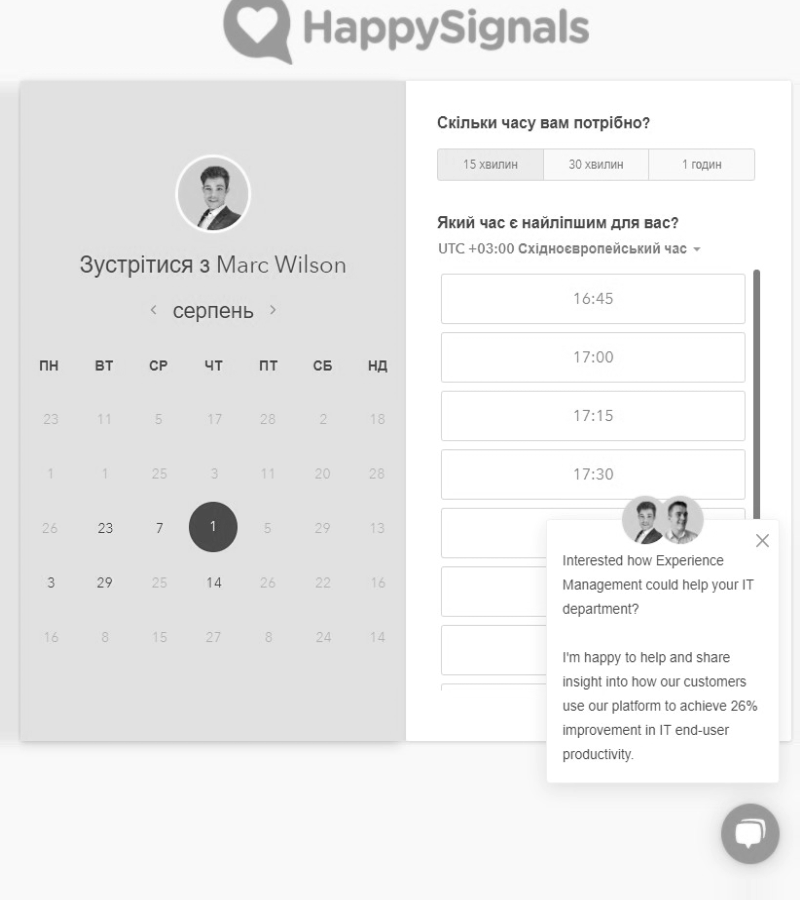 HappySignals
Зустрітися з Marc Wilson
серпень
ПН ВТ СР ЧТ ПТ СБ НД
23 11 5 17 28 2 18
1 1 25 3 11 20 28
26 23 7 1 5 29 13
3 29 25 14 26 22 16
16 8 15 27 8 24 14
Скільки часу вам потрібно?
15 хвилин 30 хвилин 1 годин
Який час є найліпшим для вас?
UTC +03:00 Східноєвропейський час
16:45
17:00
17:15
17:30
Interested how Experience
Management could help your IT
department?
I'm happy to help and share
insight into how our customers
use our platform to achieve 26%
improvement in IT end-user
productivity.